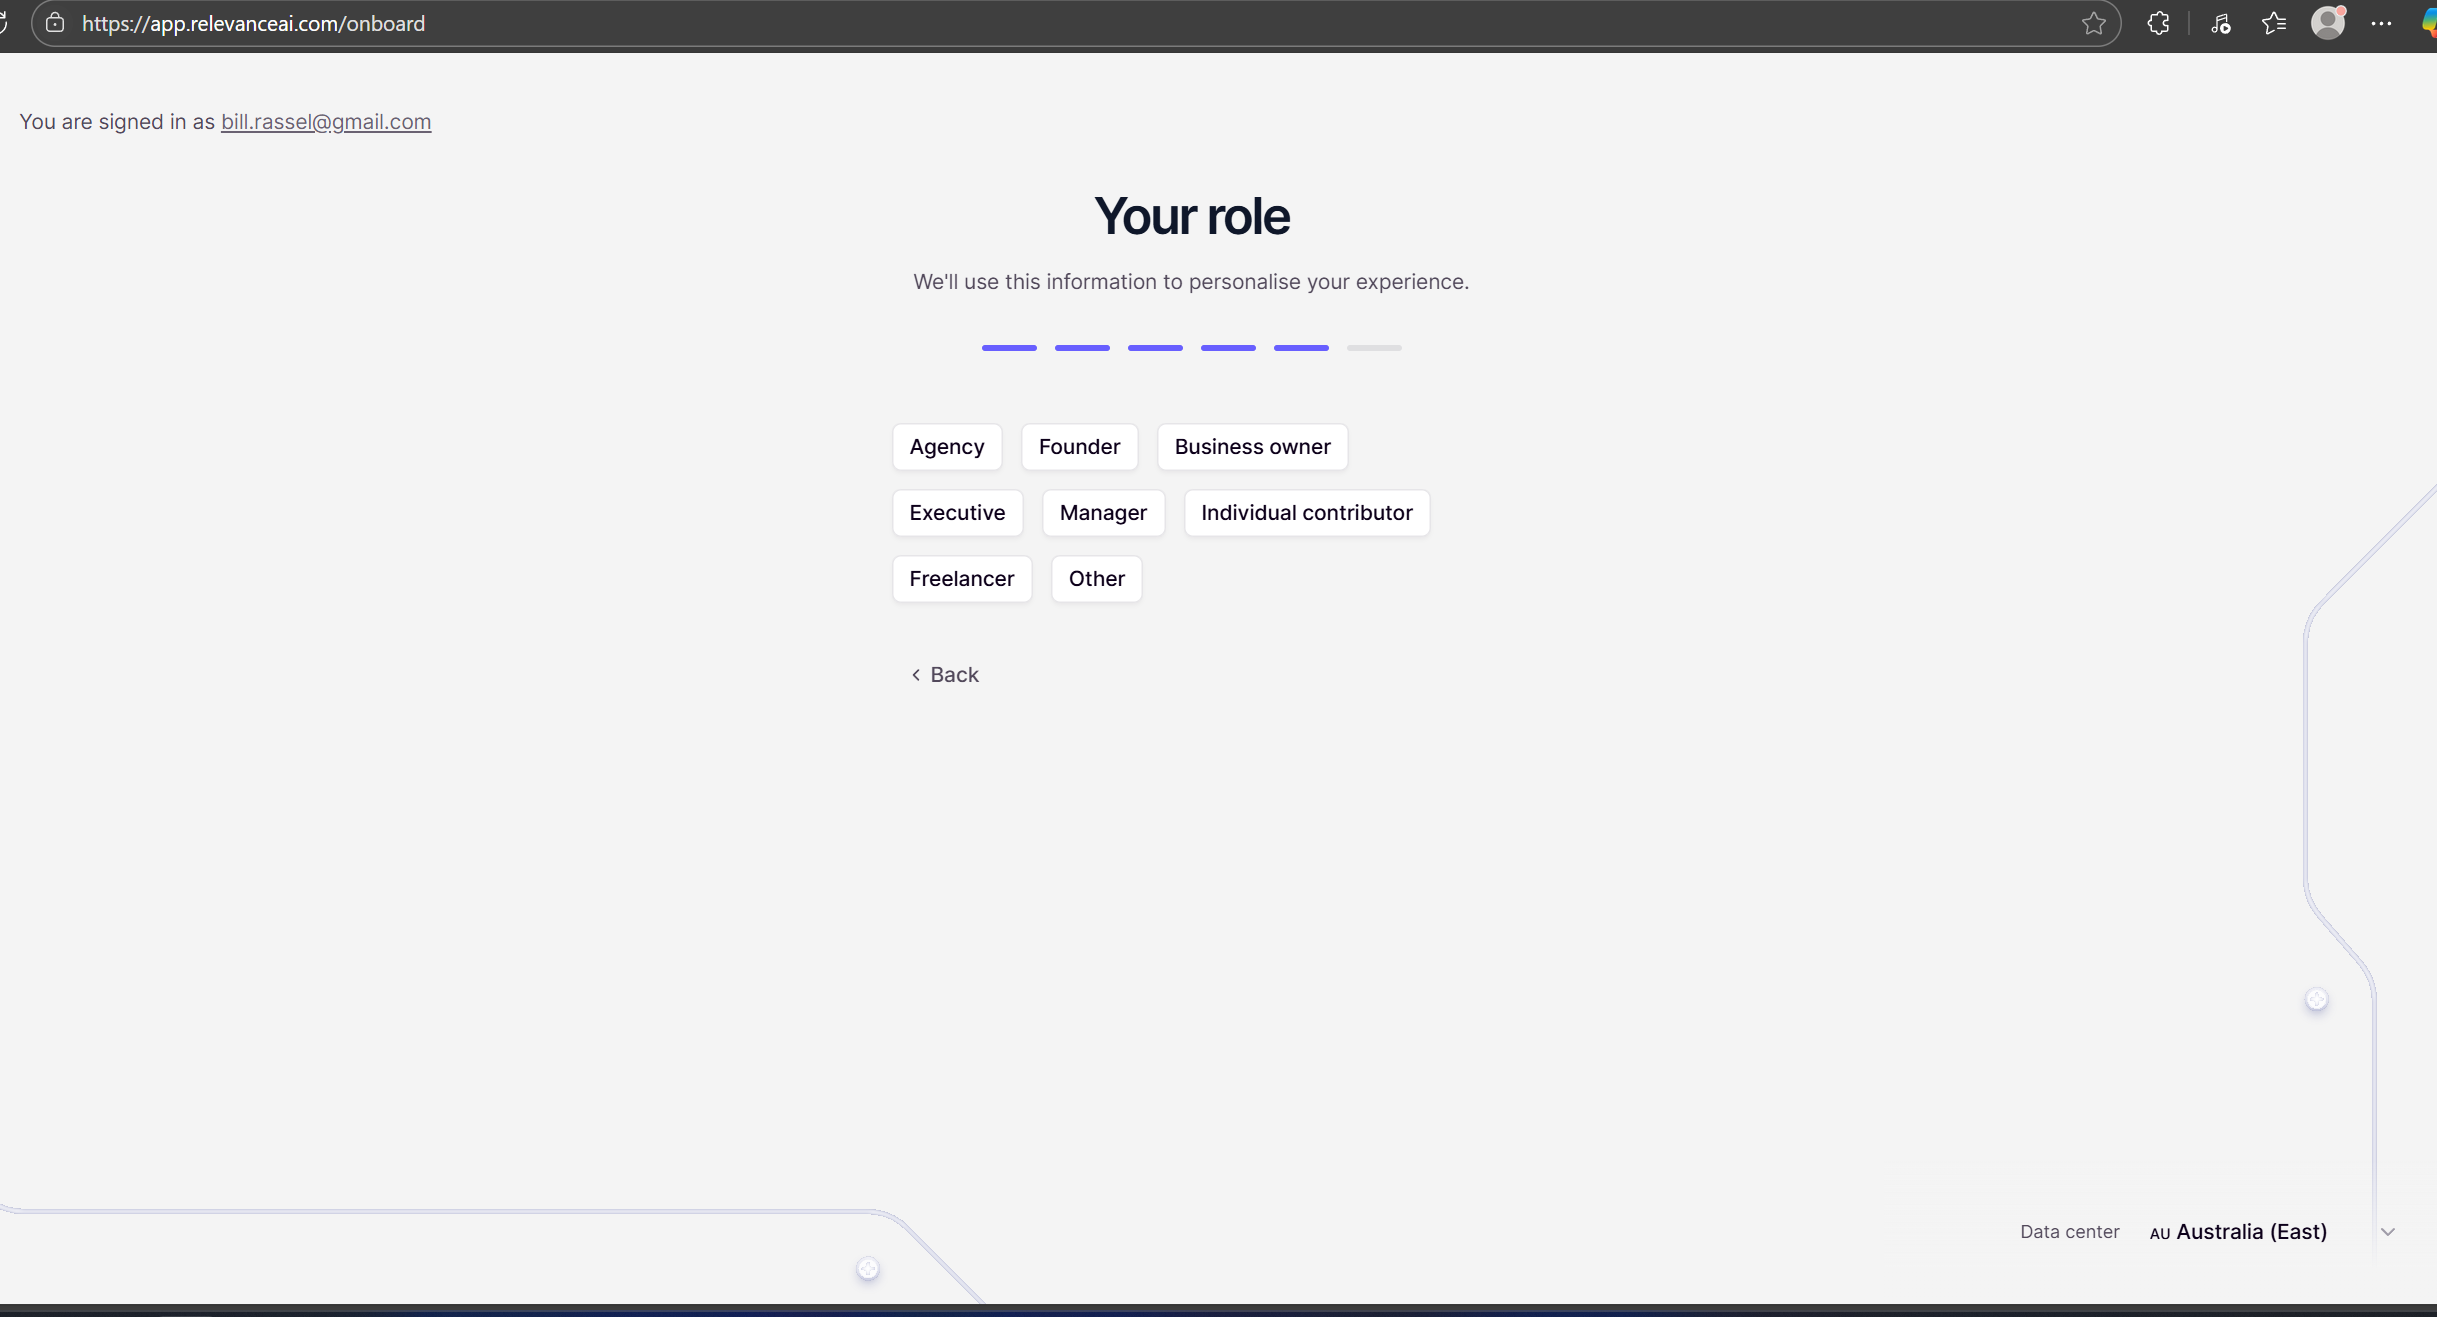 https://app.relevanceai.com/onboard
You are signed in as bill.rassel@gmail.com
Your role
We'll use this information to personalise your experience.
Agency Founder Business owner
Executive Manager Individual contributor
Freelancer Other
Back
Data center AU Australia (East)